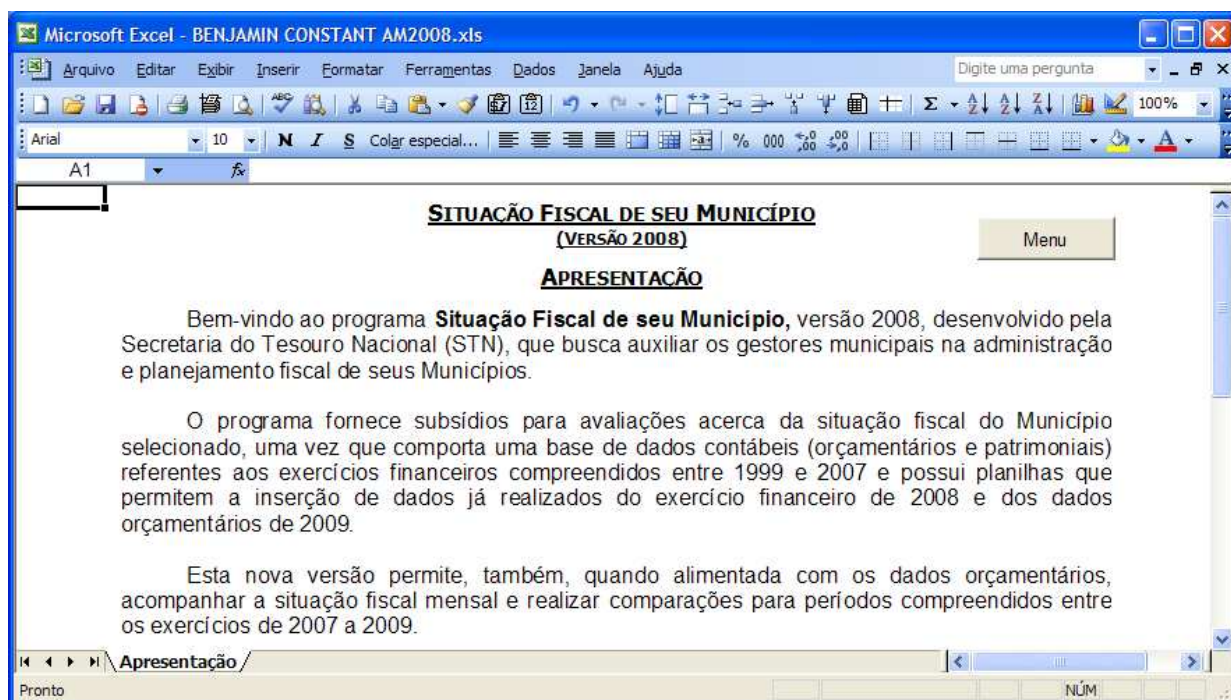 Microsoft Excel - BENJAMIN CONSTANT AM2008.xls
Arquivo Editar Exibir Inserir Formatar Ferramentas Dados Janela Ajuda Digite uma pergunta
100%
Arial 10 N I S Colar especial... % 000
A1 fx
SITUAÇÃO FISCAL DE SEU MUNICÍPIO
(VERSÃO 2008)
Menu
APRESENTAÇÃO
Bem-vindo ao programa Situação Fiscal de seu Município, versão 2008, desenvolvido pela
Secretaria do Tesouro Nacional (STN), que busca auxiliar os gestores municipais na administração
e planejamento fiscal de seus Municípios.
O programa fornece subsídios para avaliações acerca da situação fiscal do Município
selecionado, uma vez que comporta uma base de dados contábeis (orçamentários e patrimoniais)
referentes aos exercícios financeiros compreendidos entre 1999 e 2007 e possui planilhas que
permitem a inserção de dados já realizados do exercício financeiro de 2008 e dos dados
orçamentários de 2009.
Esta nova versão permite, também, quando alimentada com os dados orçamentários,
acompanhar a situação fiscal mensal e realizar comparações para períodos compreendidos entre
os exercícios de 2007 a 2009.
Apresentação
Pronto NÚM